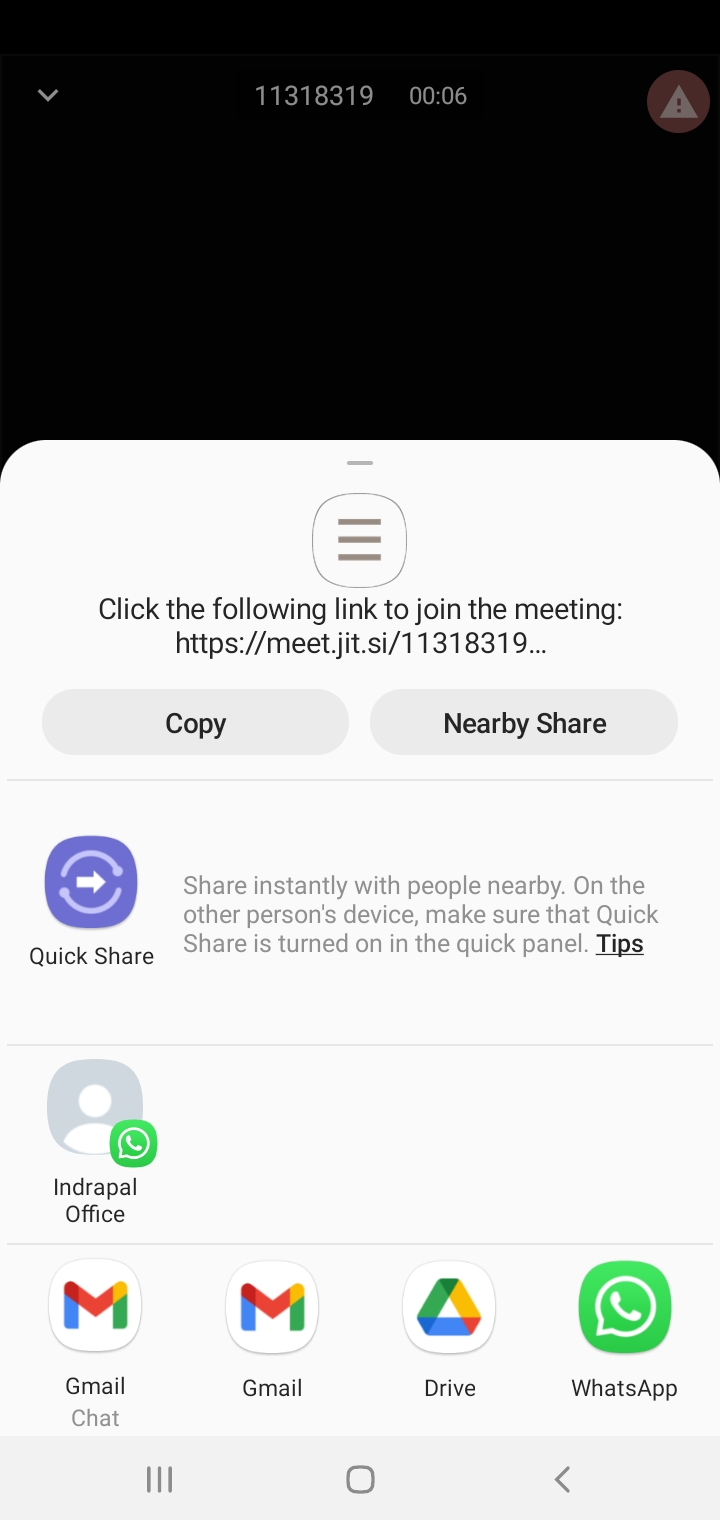 11318319 00:06
Click the following link to join the meeting:
https://meet.jit.si/11318319...
Copy
Nearby Share
Quick Share
Share instantly with people nearby. On the
other person's device, make sure that Quick
Share is turned on in the quick panel. Tips
Indrapal
Office
Gmail
Chat
Gmail
Drive
WhatsApp